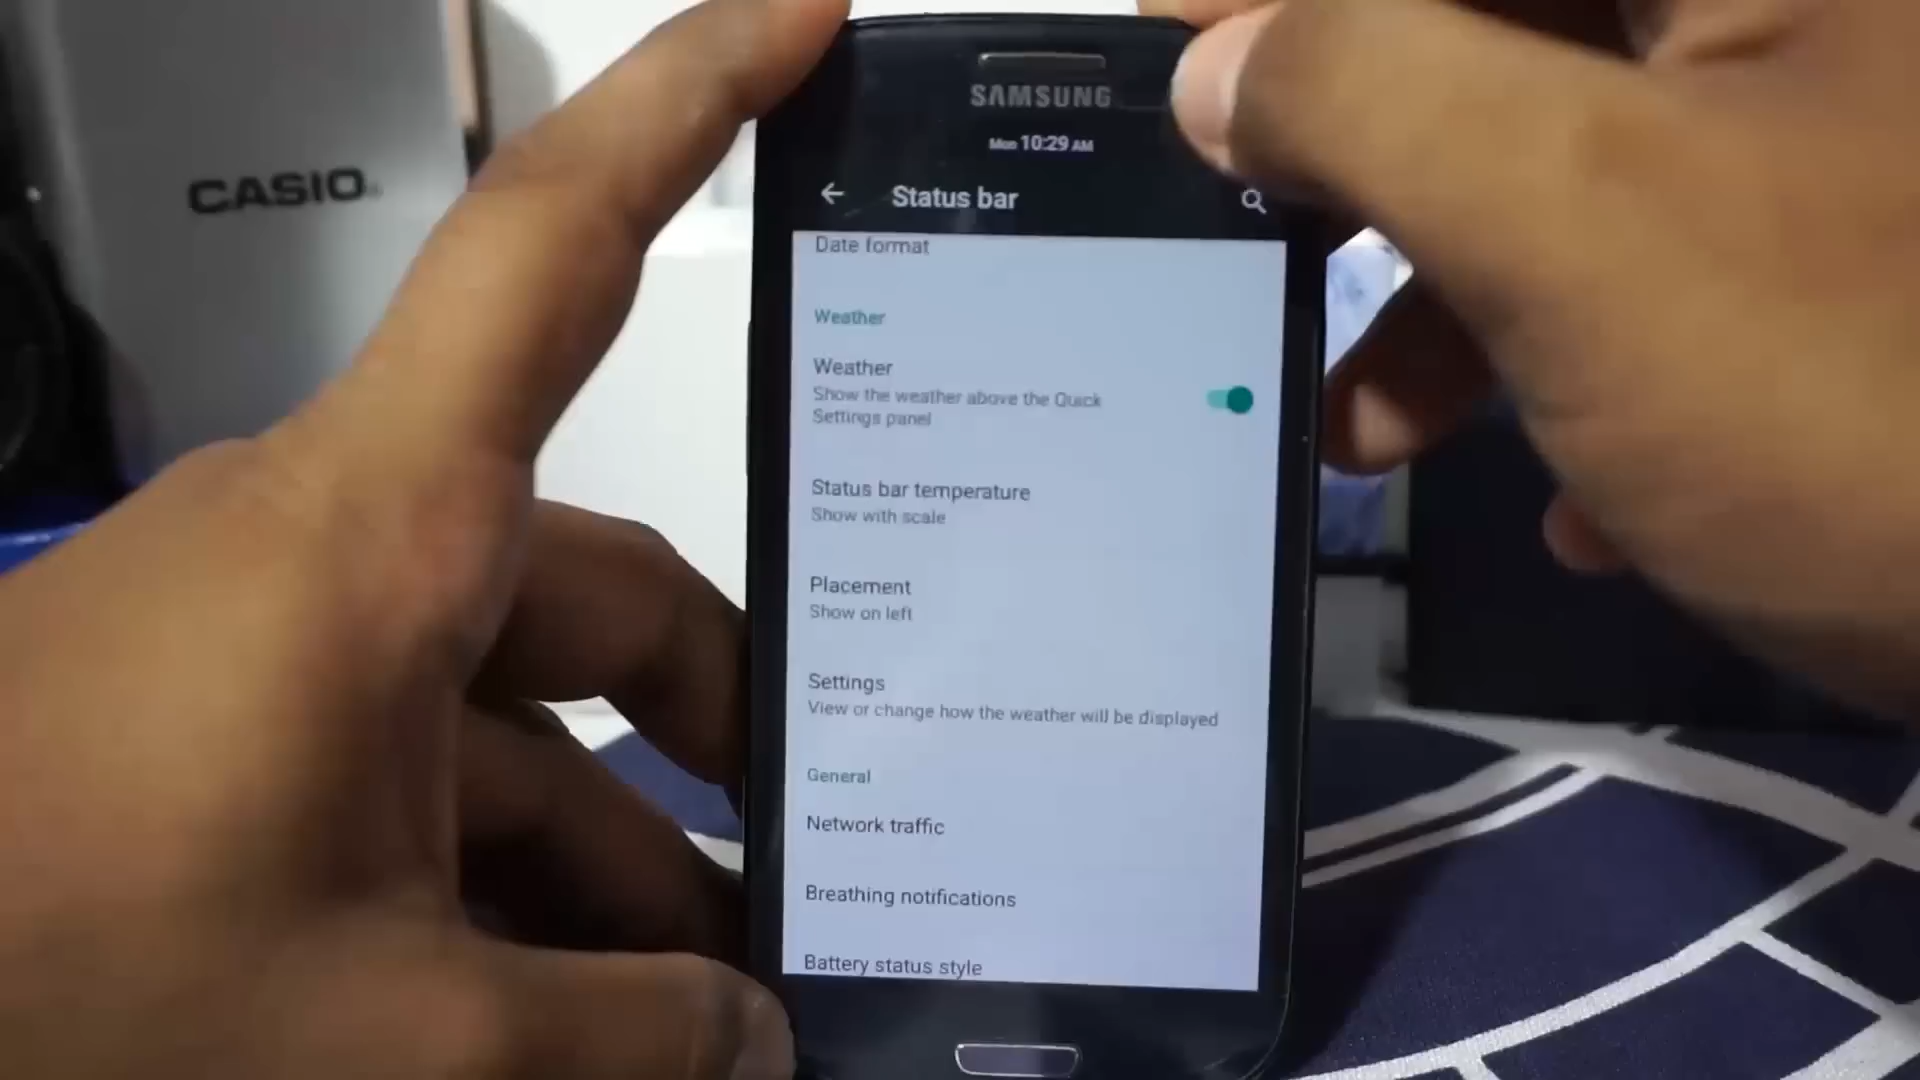 CASIO
SAMSUNG
Mon 10:29 AM
Status bar
Date format
Weather
Weather
Show the weather above the Quick
Settings panel
Status bar temperature
Show with scale
Placement
Show on left
Settings
View or change how the weather will be displayed
General
Network traffic
Breathing notifications
Battery status style